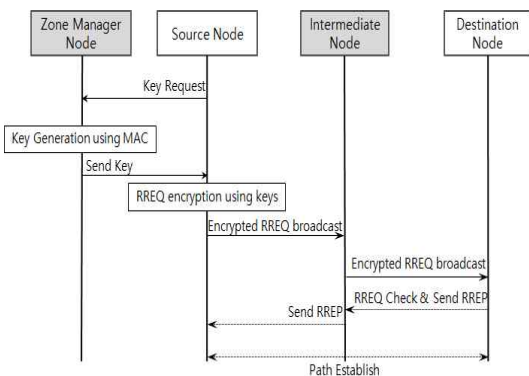 Zone Manager
Node
Source Node
Intermediate
Node
Destination
Node
Key Request
Key Generation using MAC
Send Key
RREQ encryption using keys
Encrypted RREQ broadcast
Encrypted RREQ broadcast
RREQ Check & Send RREP
Send RREP
Path Establish